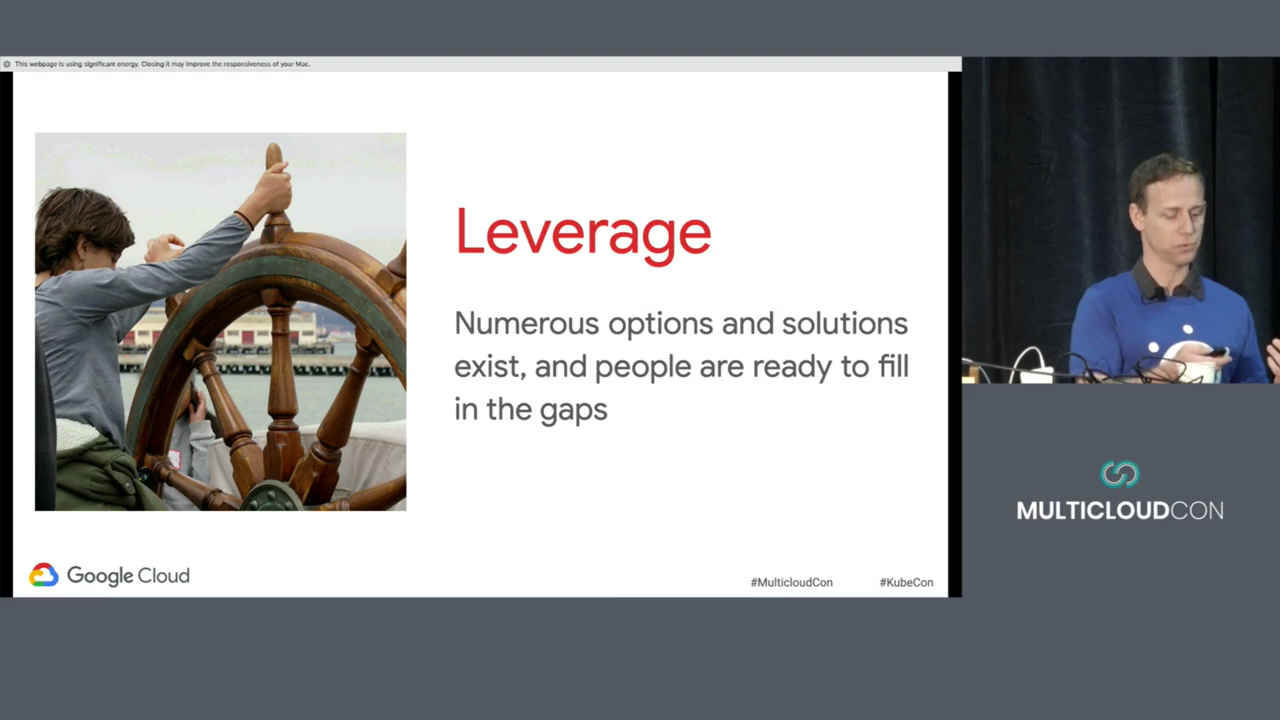 This webpage is using significant energy. Closing it may improve the responsiveness of your Mac.
Leverage
Numerous options and solutions
exist, and people are ready to fill
in the gaps
Google Cloud
#MulticloudCon
#KubeCon
MULTICLOUDCON